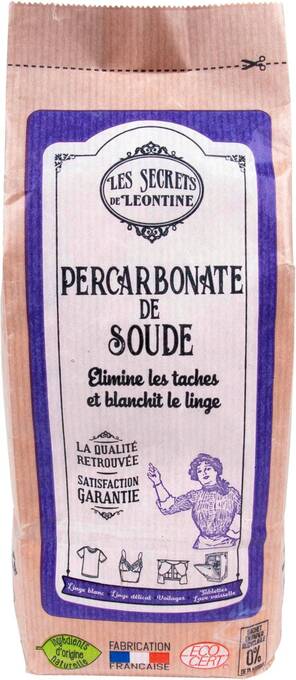 LES SECRETS
DE LEONTINE
PERCARBONATE
DE
SOUDE
Elimine les taches
et blanchit le linge
LA QUALITÉ
RETROUVÉE
SATISFACTION
GARANTIE
Linge blanc
Linge délicat
Voilages
Tablettes
Lave-vaisselle
Ingrédients
d'origine
naturelle
FABRICATION
FRANÇAISE
ECO
CERT
0%